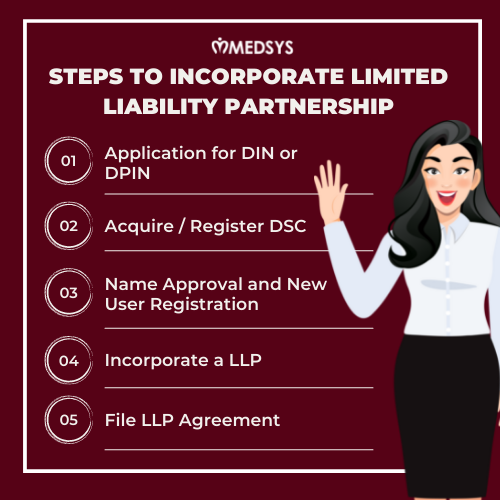 MEDSYS
STEPS TO INCORPORATE LIMITED
LIABILITY PARTNERSHIP
01
Application for DIN or
DPIN
02
Acquire / Register DSC
03
Name Approval and New
User Registration
04
Incorporate a LLP
05
File LLP Agreement